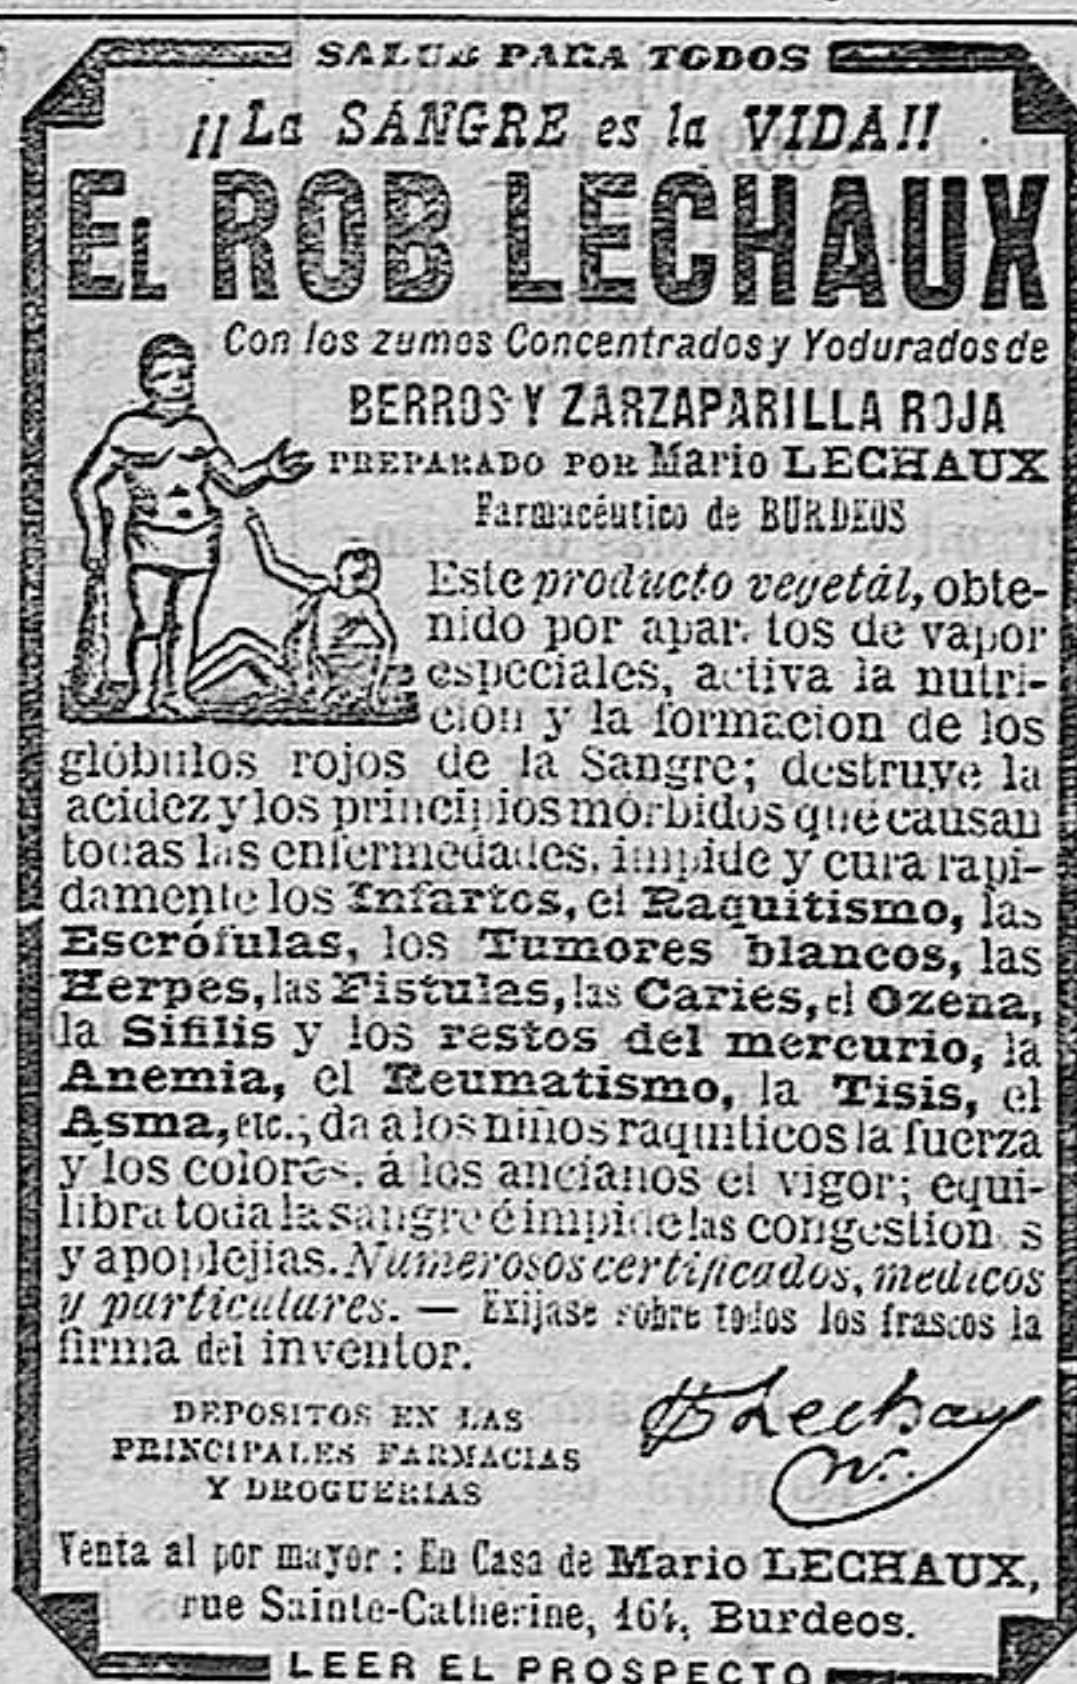 SALUD PARA TODOS
¡¡La SANGRE es la VIDA!!
EL ROB LECHAUX
Con los zumos Concentrados y Yodurados de
BERROS Y ZARZAPARILLA ROJA
PREPARADO POR Mario LECHAUX
Farmacéutico de BURDEOS
Este producto vegetál, obte-
nido por apar tos de vapor
especiales, activa la nutri-
cion y la formacion de los
glóbulos rojos de la Sangre; destruye la
acidez y los principios mórbidos que causan
todas las enfermedades, impide y cura rapi-
damente los Infartos, el Raquitismo, las
Escrófulas, los Tumores blancos, las
Herpes, las Fistulas, las Caries, el Ozena,
la Sifilis y los restos del mercurio, la
Anemia, el Reumatismo, la Tisis, el
Asma, etc.; da a los niños raquiticos la fuerza
y los colores, á los ancianos el vigor; equi-
libra toda la sangre é impide las congestion s
y apoplejias. Numerosos certificados, medicos
y particulares. — Exijase sobre todos los frascos la
firma del inventor.
DEPOSITOS EN LAS
PRINCIPALES FARMACIAS
Y DROGUERIAS
Lechaux
Venta al por mayor : En Casa de Mario LECHAUX,
rue Sainte-Catherine, 164, Burdeos.
LEER EL PROSPECTO